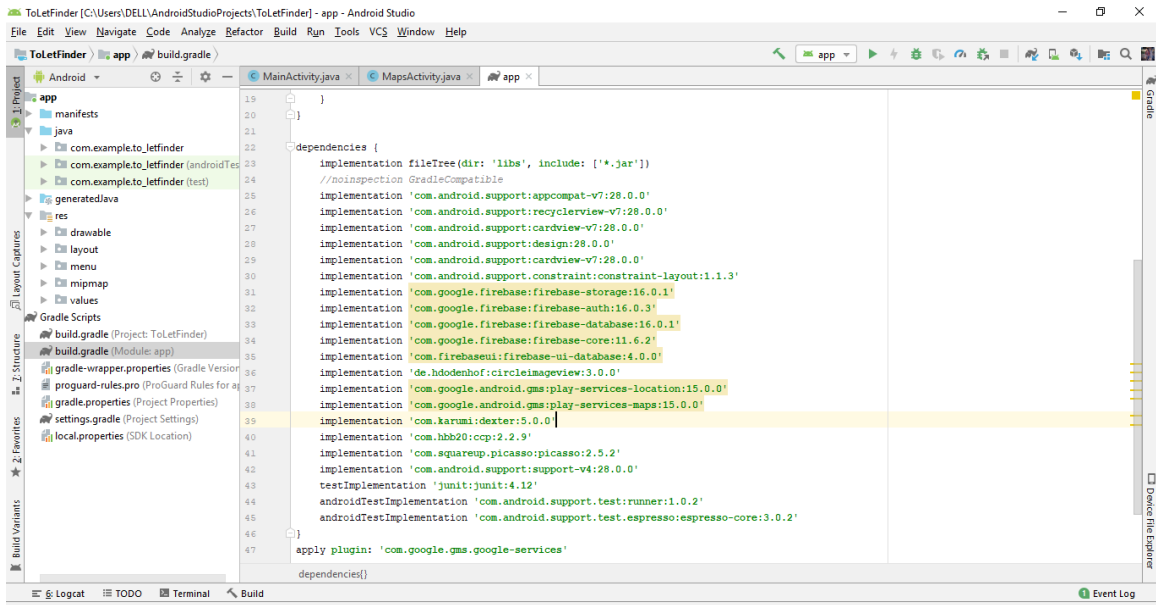 ToLetFinder [C:\Users\DELL\AndroidStudioProjects\ToLetFinder] - app - Android Studio
File Edit View Navigate Code Analyze Refactor Build Run Tools VCS Window Help
ToLetFinder app build.gradle
app
Android
MainActivity.java
MapsActivity.java
app
1: Project
Layout Captures
7: Structure
2: Favorites
Build Variants
app
manifests
java
com.example.to_letfinder
com.example.to_letfinder (androidTes
com.example.to_letfinder (test)
generatedJava
res
drawable
layout
menu
mipmap
values
Gradle Scripts
build.gradle (Project: ToLetFinder)
build.gradle (Module: app)
gradle-wrapper.properties (Gradle Version
proguard-rules.pro (ProGuard Rules for ap
gradle.properties (Project Properties)
settings.gradle (Project Settings)
local.properties (SDK Location)
19 }
20 }
21
22 dependencies {
23 implementation fileTree(dir: 'libs', include: ['*.jar'])
24 //noinspection GradleCompatible
25 implementation 'com.android.support:appcompat-v7:28.0.0'
26 implementation 'com.android.support:recyclerview-v7:28.0.0'
27 implementation 'com.android.support:cardview-v7:28.0.0'
28 implementation 'com.android.support:design:28.0.0'
29 implementation 'com.android.support:cardview-v7:28.0.0'
30 implementation 'com.android.support.constraint:constraint-layout:1.1.3'
31 implementation 'com.google.firebase:firebase-storage:16.0.1'
32 implementation 'com.google.firebase:firebase-auth:16.0.3'
33 implementation 'com.google.firebase:firebase-database:16.0.1'
34 implementation 'com.google.firebase:firebase-core:11.6.2'
35 implementation 'com.firebaseui:firebase-ui-database:4.0.0'
36 implementation 'de.hdodenhof:circleimageview:3.0.0'
37 implementation 'com.google.android.gms:play-services-location:15.0.0'
38 implementation 'com.google.android.gms:play-services-maps:15.0.0'
39 implementation 'com.karumi:dexter:5.0.0'
40 implementation 'com.hbb20:ccp:2.2.9'
41 implementation 'com.squareup.picasso:picasso:2.5.2'
42 implementation 'com.android.support:support-v4:28.0.0'
43 testImplementation 'junit:junit:4.12'
44 androidTestImplementation 'com.android.support.test:runner:1.0.2'
45 androidTestImplementation 'com.android.support.test.espresso:espresso-core:3.0.2'
46 }
47 apply plugin: 'com.google.gms.google-services'
dependencies{}
Gradle
Device File Explorer
6: Logcat TODO Terminal Build
1 Event Log